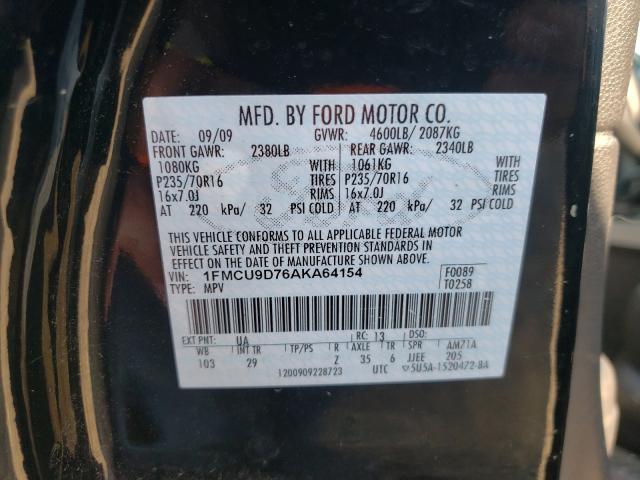 MFD. BY FORD MOTOR CO.
DATE: 09/09 GVWR: 4600LB/ 2087KG
FRONT GAWR: 2380LB REAR GAWR: 2340LB
1080KG WITH 1061KG WITH
P235/70R16 TIRES P235/70R16 TIRES
16x7.0J RIMS 16x7.0J RIMS
AT 220 kPa/ 32 PSI COLD AT 220 kPa/ 32 PSI COLD
THIS VEHICLE CONFORMS TO ALL APPLICABLE FEDERAL MOTOR
VEHICLE SAFETY AND THEFT PREVENTION STANDARDS IN
EFFECT ON THE DATE OF MANUFACTURE SHOWN ABOVE.
VIN: 1FMCU9D76AKA64154 F0089
TYPE: MPV T0258
EXT PNT: UA RC: 13 DSO:
WB INT TR TP/PS R AXLE TR SPR AM21A
103 29 Z 35 6 JJEE 205
1200909228723 UTC 5U5A-1520472-BA